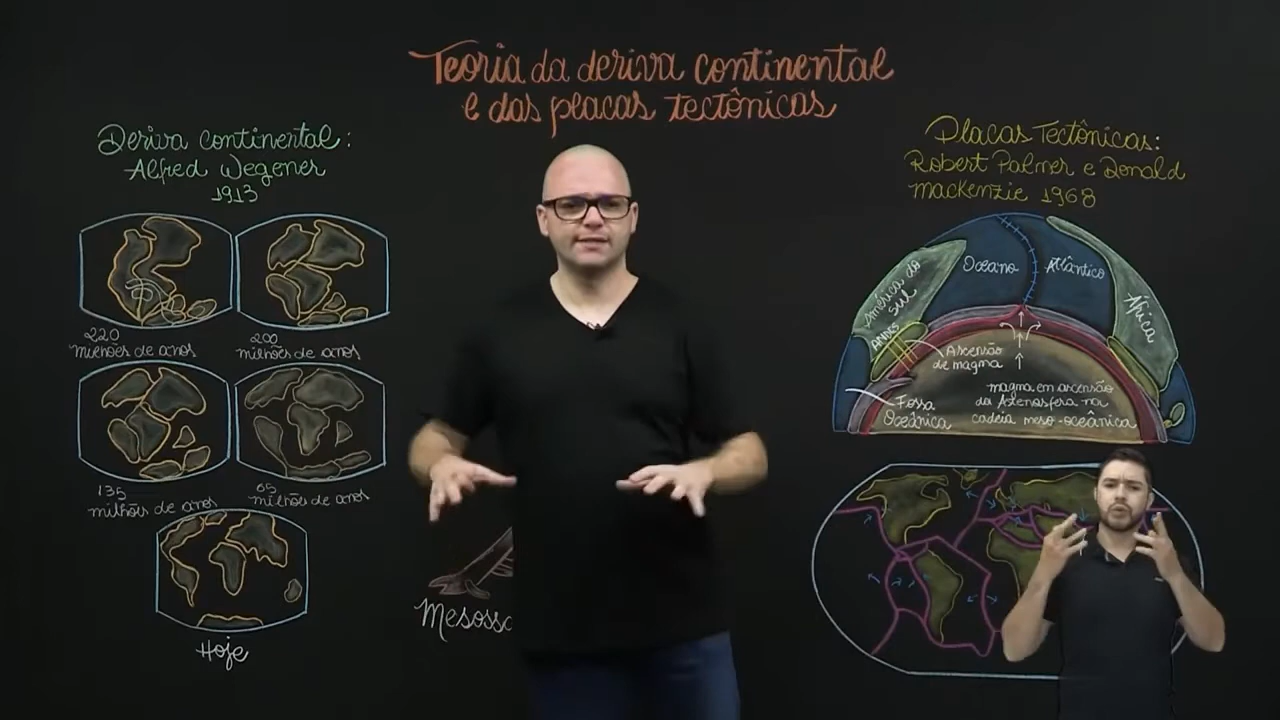 Teoria da deriva continental
e das placas tectônicas
Deriva continental:
Alfred Wegener
1913
220
milhões de anos
200
milhões de anos
135
milhões de anos
65
milhões de anos
Hoje
Mesossa
Placas Tectônicas:
Robert Palmer e Donald
Mackenzie 1968
América do
Sul
Oceano
Atlântico
África
ANDES
Ascensão
de magma
Fossa
Oceânica
magma em ascensão
da Astenosfera na
cadeia meso-oceânica